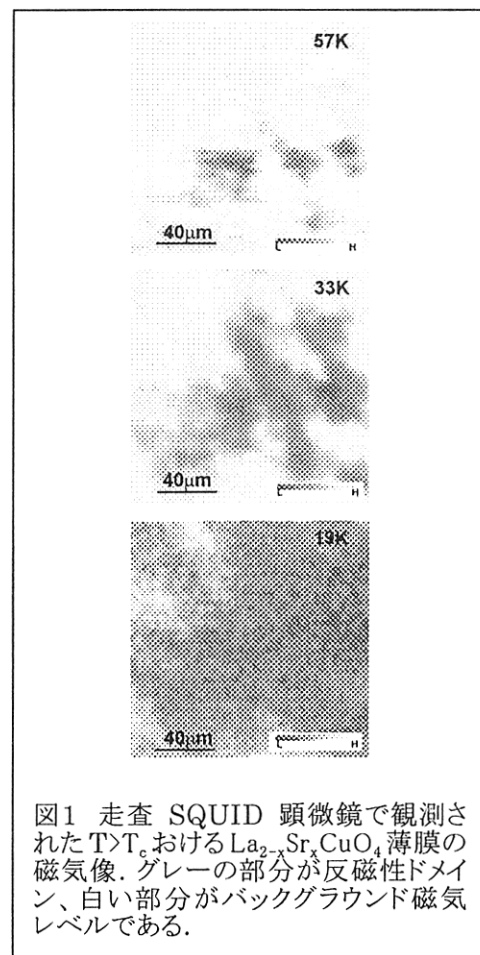 57K
40μm
L H
33K
40μm
L H
19K
40μm
L H
図1 走査 SQUID 顕微鏡で観測さ
れたT>T_cおけるLa_{2-x}Sr_xCuO_4薄膜の
磁気像. グレーの部分が反磁性ドメイ
ン、白い部分がバックグラウンド磁気
レベルである.